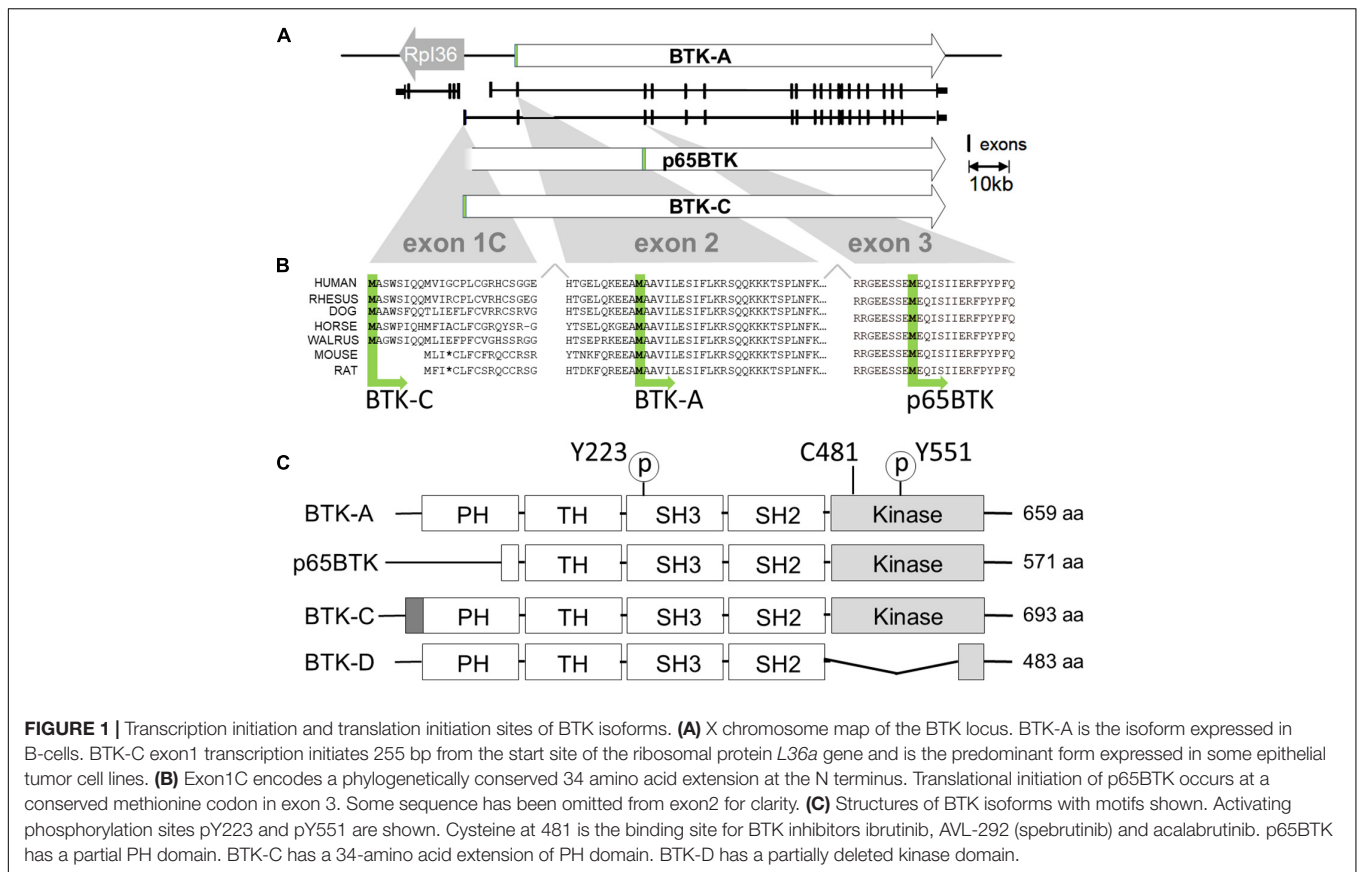 A
Rpl36
BTK-A
exons
10kb
p65BTK
BTK-C
exon 1C exon 2 exon 3
B
HUMAN MASWSIQQMVIGCPLCGRHCSGGE HTGELQKEEAMAAVILESIFLKRSQQKKKTSPLNFK… RRGEESSEMEQISIIERFPYPFQ
RHESUS MASWSIQQMVIRCPLCVRHCSGEG HTGELQKEEAMAAVILESIFLKRSQQKKKTSPLNFK… RRGEESSEMEQISIIERFPYPFQ
DOG MAAWSFQQTLIEFLFCVRRCSRVG HTSELQKEEAMAAVILESIFLKRSQQKKKTSPLNFK… RRGEESSEMEQISIIERFPYPFQ
HORSE MASWPIQHMFIACLFCGRQYSR-G YTSELQKGEAMAAVILESIFLKRSQQKKKTSPLNFK… RRGEESSEMEQISIIERFPYPFQ
WALRUS MAGWSIQQMLIEFPFCVGHSSRGG HTSEPRKEEAMAAVILESIFLKRSQQKKKTSPLNFK… RRGEESSEMEQISIIERFPYPFQ
MOUSE MLI*CLFCFRQCCRSR YTNKFQREEAMAAVILESIFLKRSQQKKKTSPLNFK… RRGEESSEMEQISIIERFPYPFQ
RAT MFI*CLFCSRQCCRSG HTDKFQREEAMAAVILESIFLKRSQQKKKTSPLNFK… RRGEESSEMEQISIIERFPYPFQ
BTK-C BTK-A p65BTK
C
Y223 p C481 p Y551
BTK-A PH TH SH3 SH2 Kinase 659 aa
p65BTK TH SH3 SH2 Kinase 571 aa
BTK-C PH TH SH3 SH2 Kinase 693 aa
BTK-D PH TH SH3 SH2 483 aa
FIGURE 1 | Transcription initiation and translation initiation sites of BTK isoforms. (A) X chromosome map of the BTK locus. BTK-A is the isoform expressed in
B-cells. BTK-C exon1 transcription initiates 255 bp from the start site of the ribosomal protein L36a gene and is the predominant form expressed in some epithelial
tumor cell lines. (B) Exon1C encodes a phylogenetically conserved 34 amino acid extension at the N terminus. Translational initiation of p65BTK occurs at a
conserved methionine codon in exon 3. Some sequence has been omitted from exon2 for clarity. (C) Structures of BTK isoforms with motifs shown. Activating
phosphorylation sites pY223 and pY551 are shown. Cysteine at 481 is the binding site for BTK inhibitors ibrutinib, AVL-292 (spebrutinib) and acalabrutinib. p65BTK
has a partial PH domain. BTK-C has a 34-amino acid extension of PH domain. BTK-D has a partially deleted kinase domain.